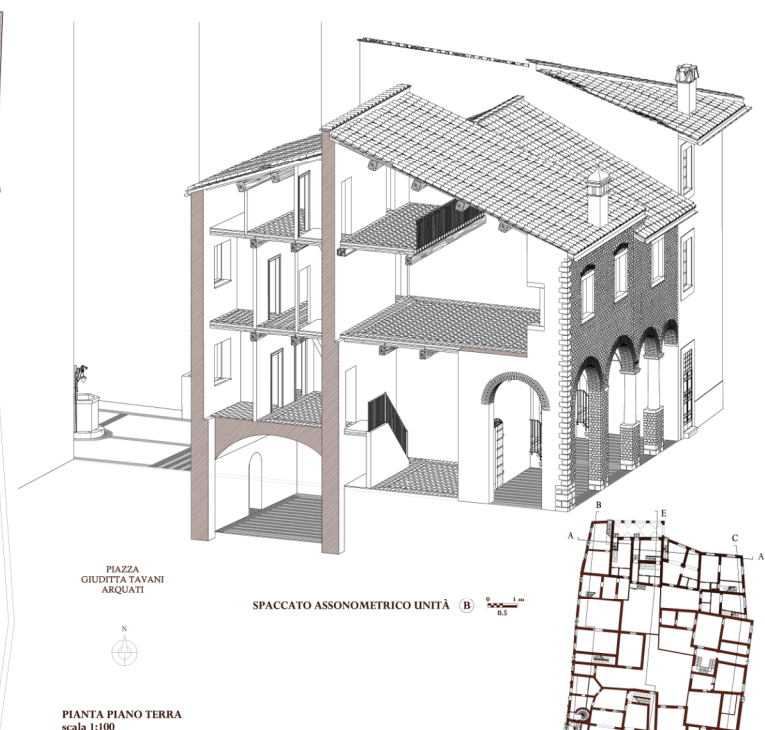 B
E
A
C
A
PIAZZA
GIUDITTA TAVANI
ARQUATI
SPACCATO ASSONOMETRICO UNITÀ B
0 1 m
0.5
N
PIANTA PIANO TERRA
scala 1:100